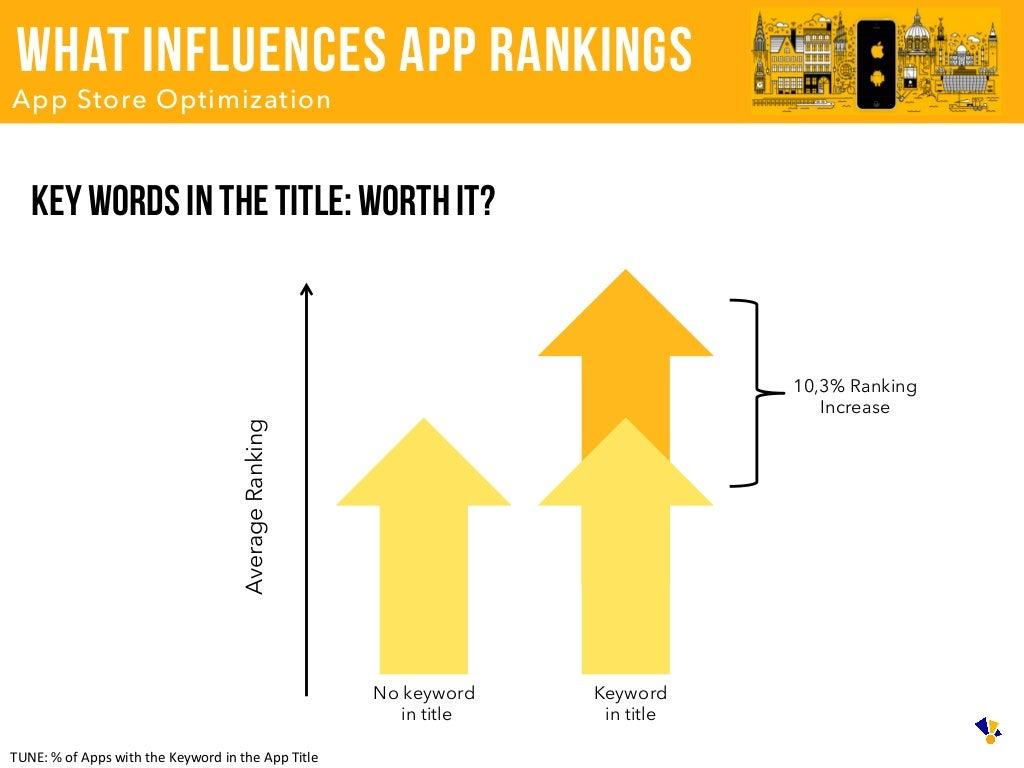 WHAT INFLUENCES APP RANKINGS
App Store Optimization
KEY WORDS IN THE TITLE: WORTH IT?
10,3% Ranking
Increase
Average Ranking
No keyword
in title
Keyword
in title
TUNE: % of Apps with the Keyword in the App Title